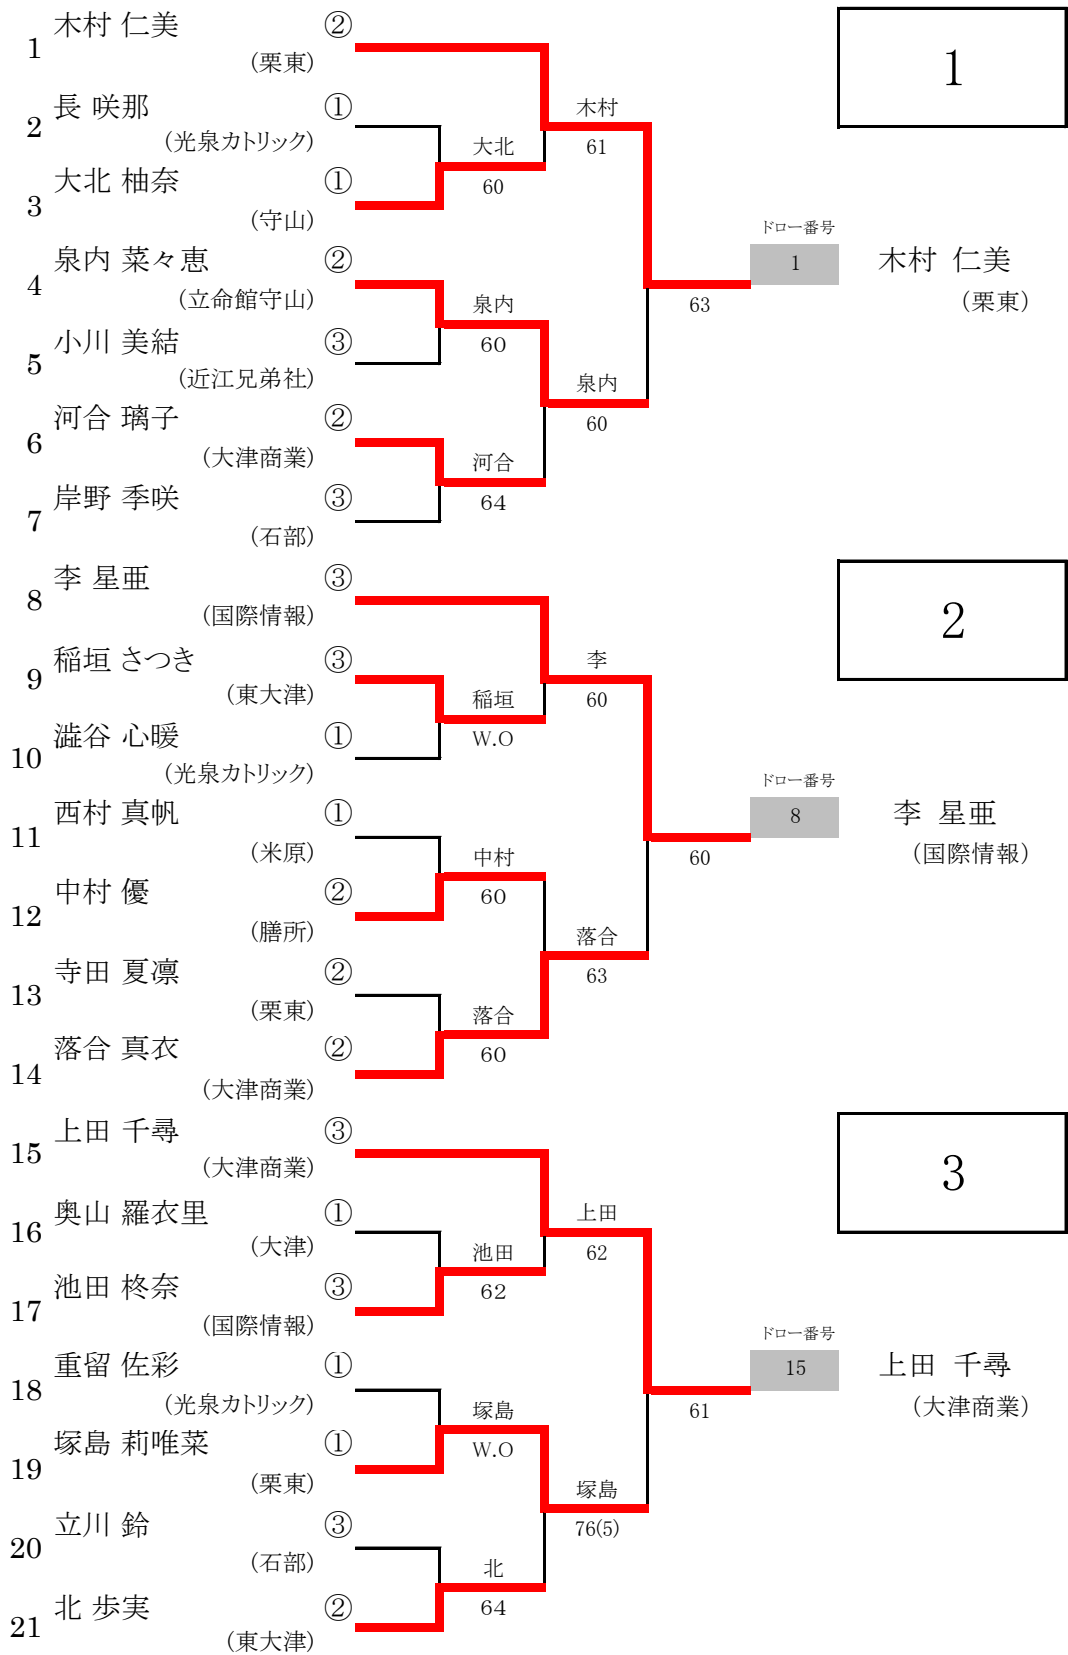 木村 仁美 ②
1
(栗東)
長 咲那 ①
2
(光泉カトリック)
大北 柚奈 ①
3
(守山)
泉内 菜々恵 ②
4
(立命館守山)
小川 美結 ③
5
(近江兄弟社)
河合 璃子 ②
6
(大津商業)
岸野 季咲 ③
7
(石部)
大北
60
泉内
60
河合
64
木村
61
泉内
60
63
ドロー番号
1
木村 仁美
(栗東)
1
李 星亜 ③
8
(国際情報)
稲垣 さつき ③
9
(東大津)
澁谷 心暖 ①
10
(光泉カトリック)
西村 真帆 ①
11
(米原)
中村 優 ②
12
(膳所)
寺田 夏凛 ②
13
(栗東)
落合 真衣 ②
14
(大津商業)
稲垣
W.O
中村
60
落合
60
李
60
落合
63
60
ドロー番号
8
李 星亜
(国際情報)
2
上田 千尋 ③
15
(大津商業)
奥山 羅衣里 ①
16
(大津)
池田 柊奈 ③
17
(国際情報)
重留 佐彩 ①
18
(光泉カトリック)
塚島 莉唯菜 ①
19
(栗東)
立川 鈴 ③
20
(石部)
北 歩実 ②
21
(東大津)
池田
62
塚島
W.O
北
64
上田
62
塚島
76(5)
61
ドロー番号
15
上田 千尋
(大津商業)
3